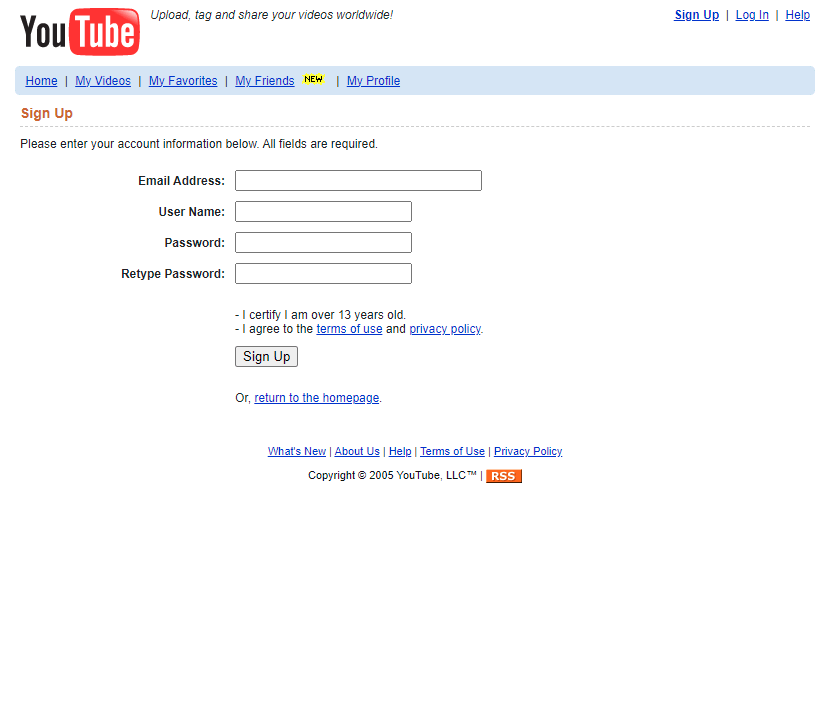 YouTube Upload, tag and share your videos worldwide! Sign Up | Log In | Help
Home | My Videos | My Favorites | My Friends NEW | My Profile
Sign Up
Please enter your account information below. All fields are required.
Email Address:
User Name:
Password:
Retype Password:
- I certify I am over 13 years old.
- I agree to the terms of use and privacy policy.
Sign Up
Or, return to the homepage.
What's New | About Us | Help | Terms of Use | Privacy Policy
Copyright © 2005 YouTube, LLC™ | RSS